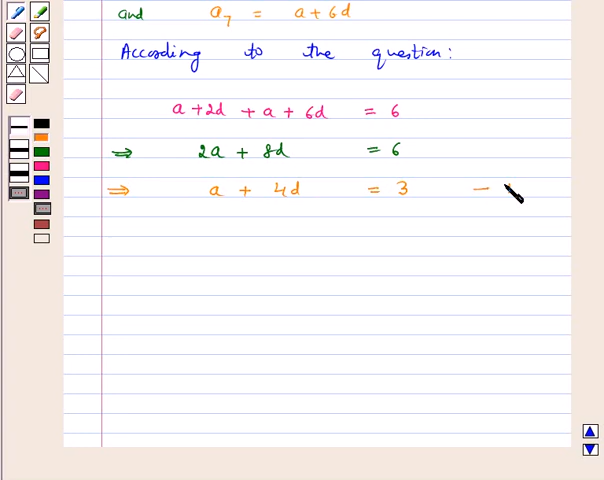 and a₇ = a + 6d
According to the question:
a + 2d + a + 6d = 6
⇒ 2a + 8d = 6
⇒ a + 4d = 3 —